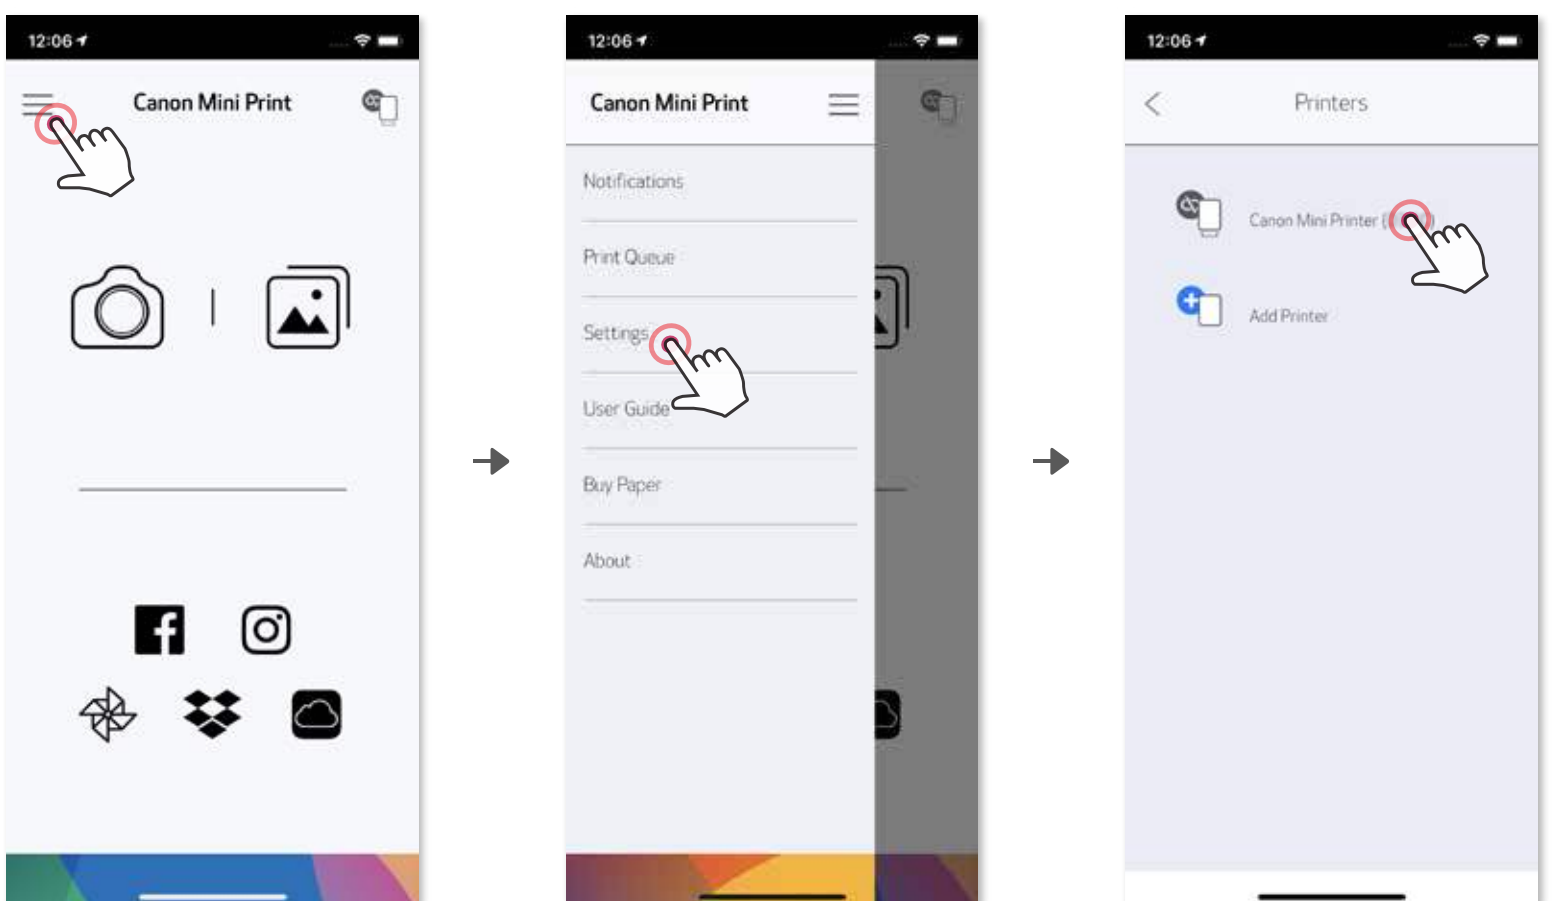 12:06
Canon Mini Print
12:06
Canon Mini Print
Notifications
Print Queue
Settings
User Guide
Buy Paper
About
12:06
Printers
Canon Mini Printer (
Add Printer